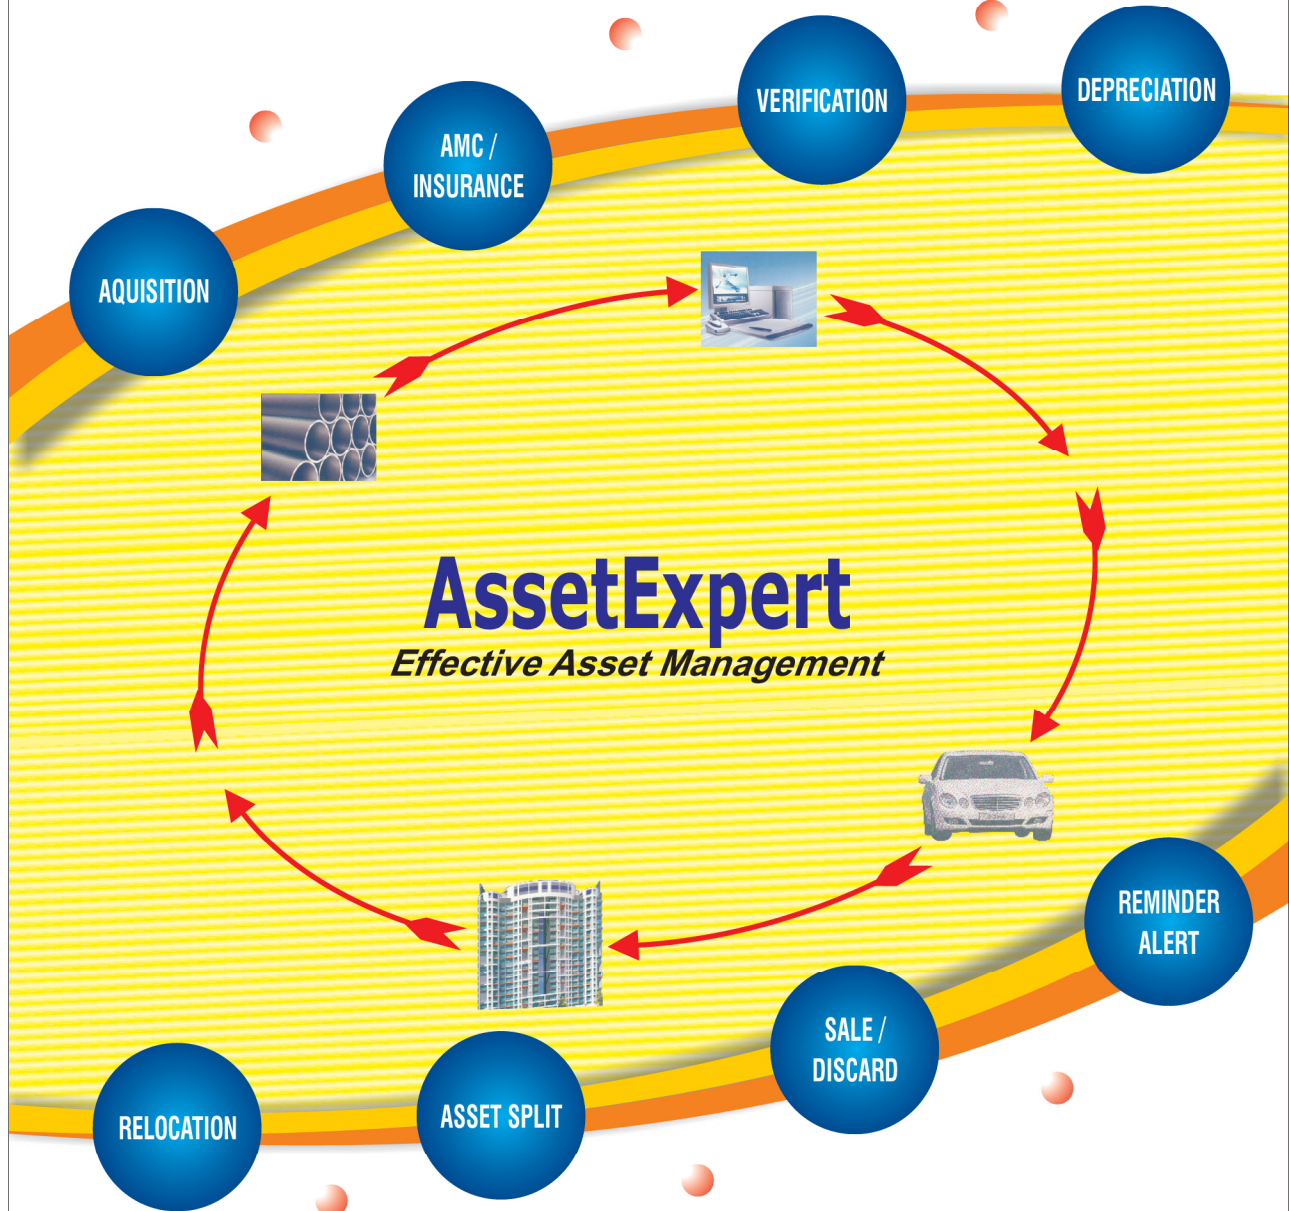 DEPRECIATION
VERIFICATION
AMC /
INSURANCE
AQUISITION
AssetExpert
Effective Asset Management
REMINDER
ALERT
SALE /
DISCARD
ASSET SPLIT
RELOCATION